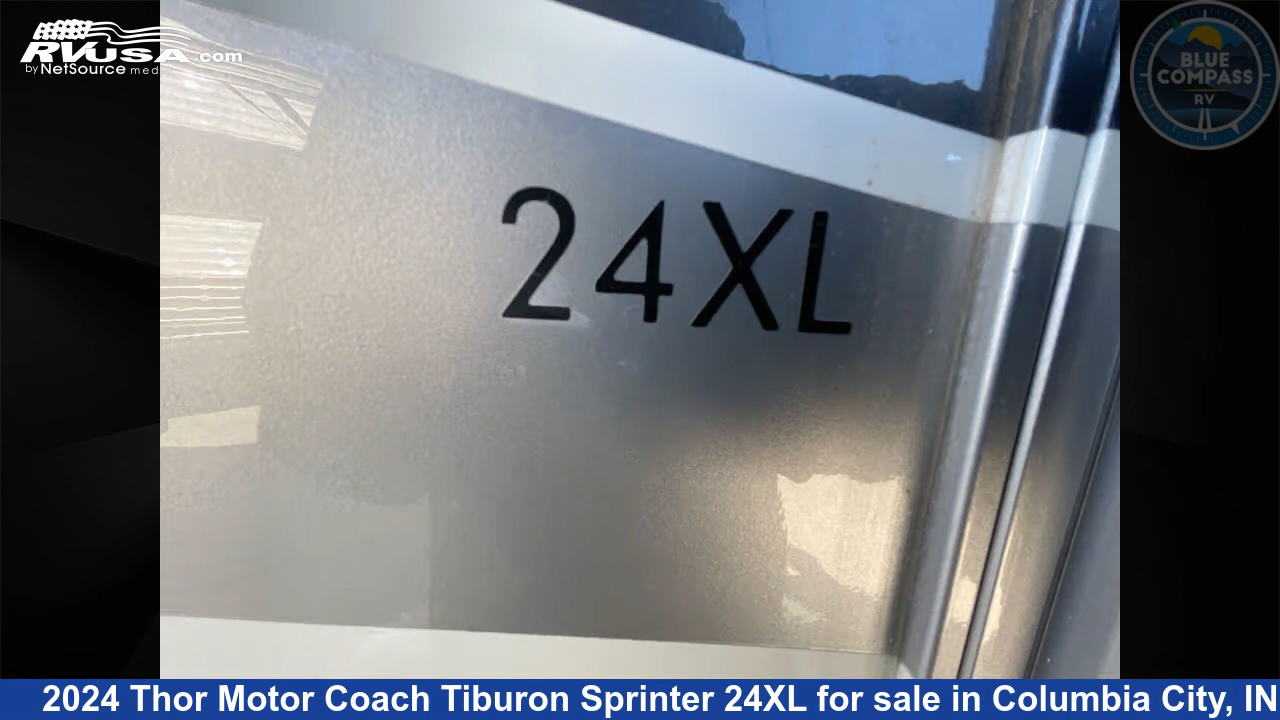 RVUSA.com
by NetSource media
BLUE
COMPASS
RV
24XL
2024 Thor Motor Coach Tiburon Sprinter 24XL for sale in Columbia City, IN